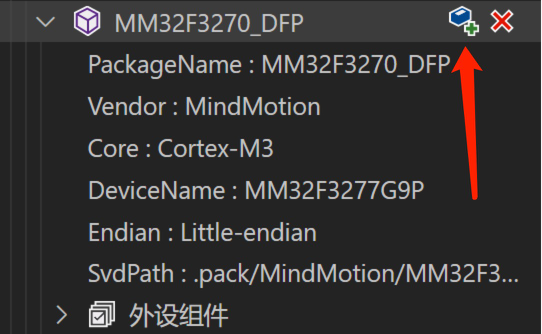 MM32F3270_DFP
PackageName : MM32F3270_DFP
Vendor : MindMotion
Core : Cortex-M3
DeviceName : MM32F3277G9P
Endian : Little-endian
SvdPath : .pack/MindMotion/MM32F3...
外设组件